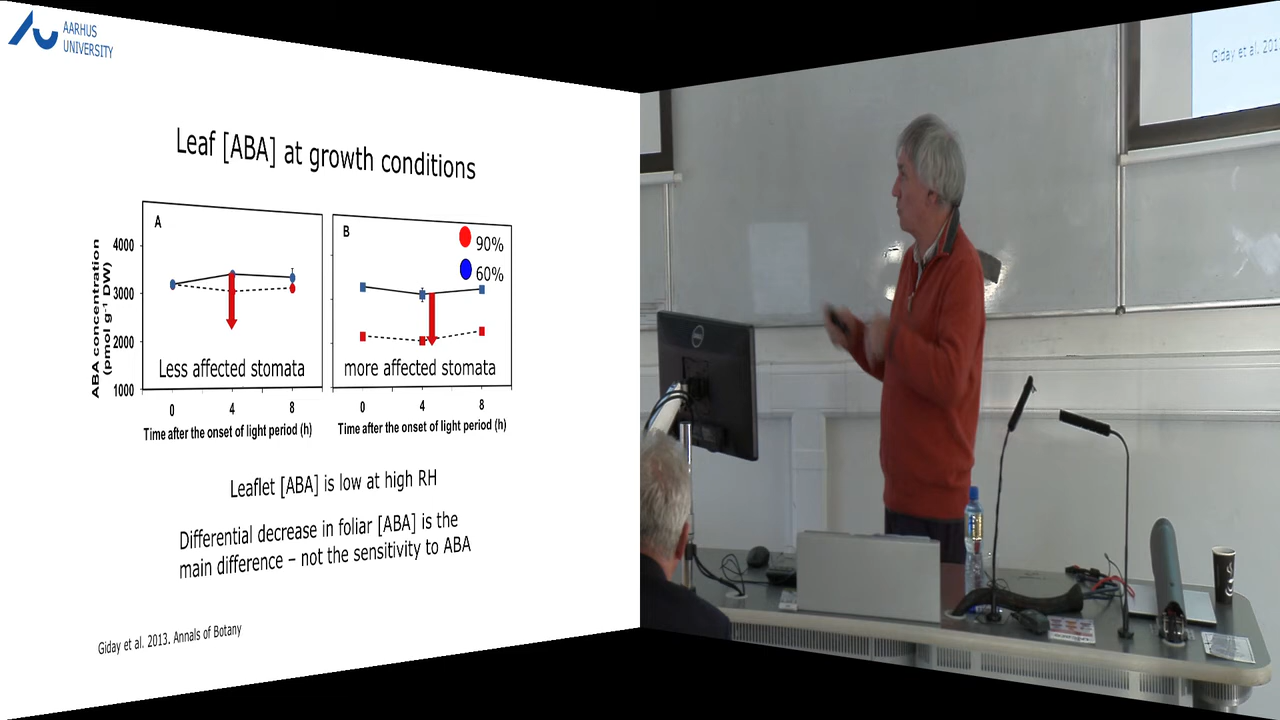 AARHUS
UNIVERSITY
Leaf [ABA] at growth conditions
ABA concentration
(pmol g⁻¹ DW)
4000
3000
2000
1000
A
Less affected stomata
0
4
8
Time after the onset of light period (h)
B
90%
60%
more affected stomata
0
4
8
Time after the onset of light period (h)
Leaflet [ABA] is low at high RH
Differential decrease in foliar [ABA] is the
main difference – not the sensitivity to ABA
Giday et al. 2013. Annals of Botany
Giday et al. 201